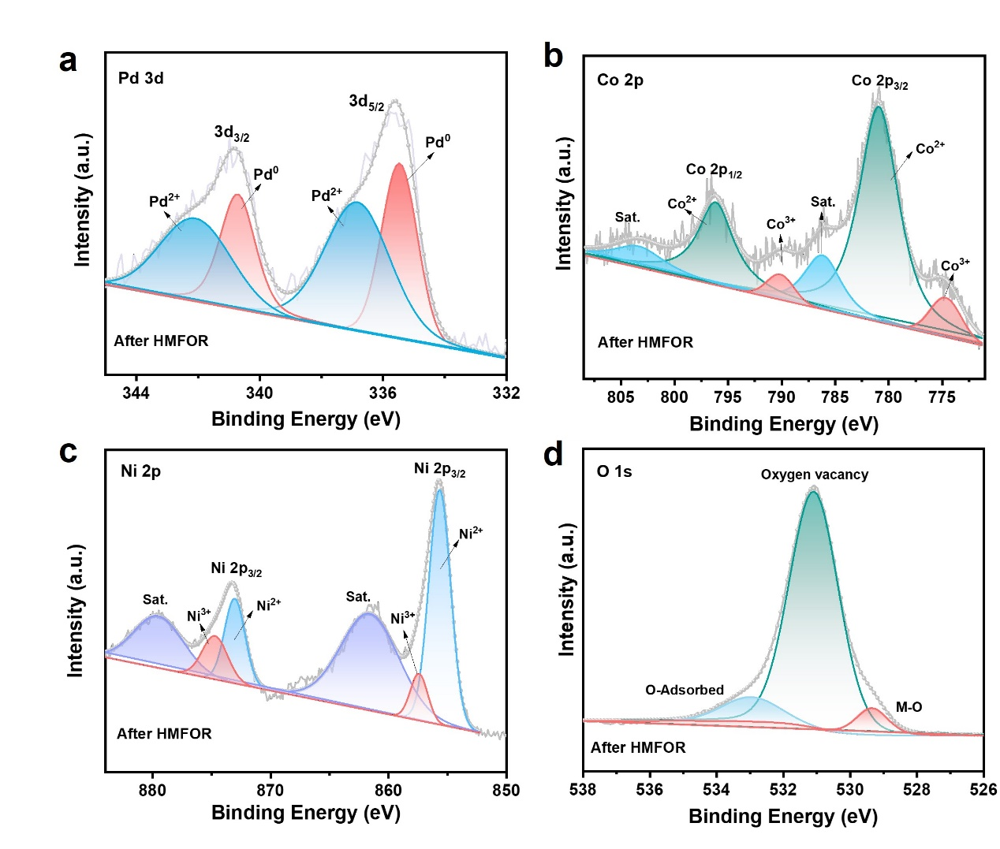 a
Pd 3d
3d5/2
3d3/2
Pd0
Pd0
Pd2+
Pd2+
After HMFOR
Intensity (a.u.)
344 340 336 332
Binding Energy (eV)
b
Co 2p
Co 2p3/2
Co2+
Co 2p1/2
Co2+
Sat.
Sat.
Co3+
Co3+
After HMFOR
Intensity (a.u.)
805 800 795 790 785 780 775
Binding Energy (eV)
c
Ni 2p
Ni 2p3/2
Ni2+
Ni 2p3/2
Sat.
Sat.
Ni3+
Ni2+
Ni3+
After HMFOR
Intensity (a.u.)
880 870 860 850
Binding Energy (eV)
d
O 1s
Oxygen vacancy
O-Adsorbed
M-O
After HMFOR
Intensity (a.u.)
538 536 534 532 530 528 526
Binding Energy (eV)